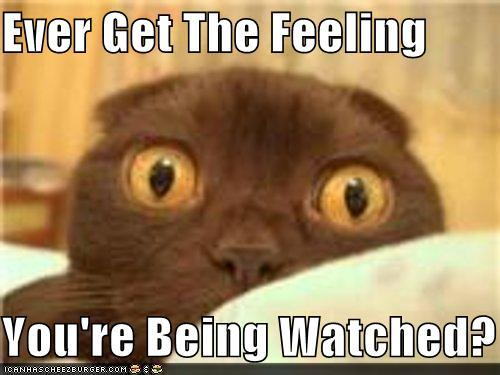 Ever Get The Feeling
You're Being Watched?
ICANHASCHEEZBURGER.COM